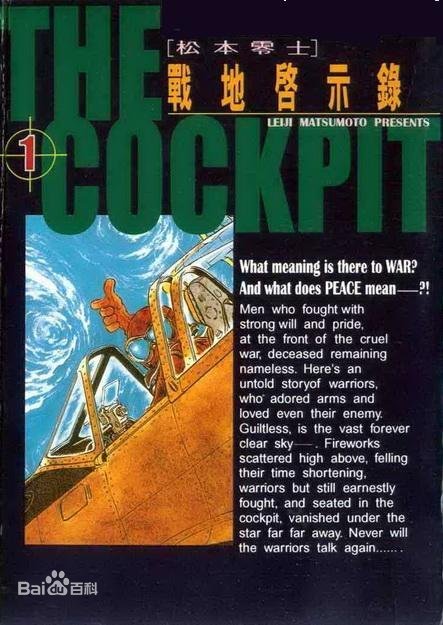 THE
[松本零士]
戰地啓示錄
LEIJI MATSUMOTO PRESENTS
COCKPIT
1
What meaning is there to WAR?
And what does PEACE mean——?!
Men who fought with
strong will and pride,
at the front of the cruel
war, deceased remaining
nameless. Here's an
untold storyof warriors,
who adored arms and
loved even their enemy.
Guiltless, is the vast forever
clear sky——. Fireworks
scattered high above, felling
their time shortening,
warriors but still earnestly
fought, and seated in the
cockpit, vanished under the
star far far away. Never will
the warriors talk again.......
Bai百科